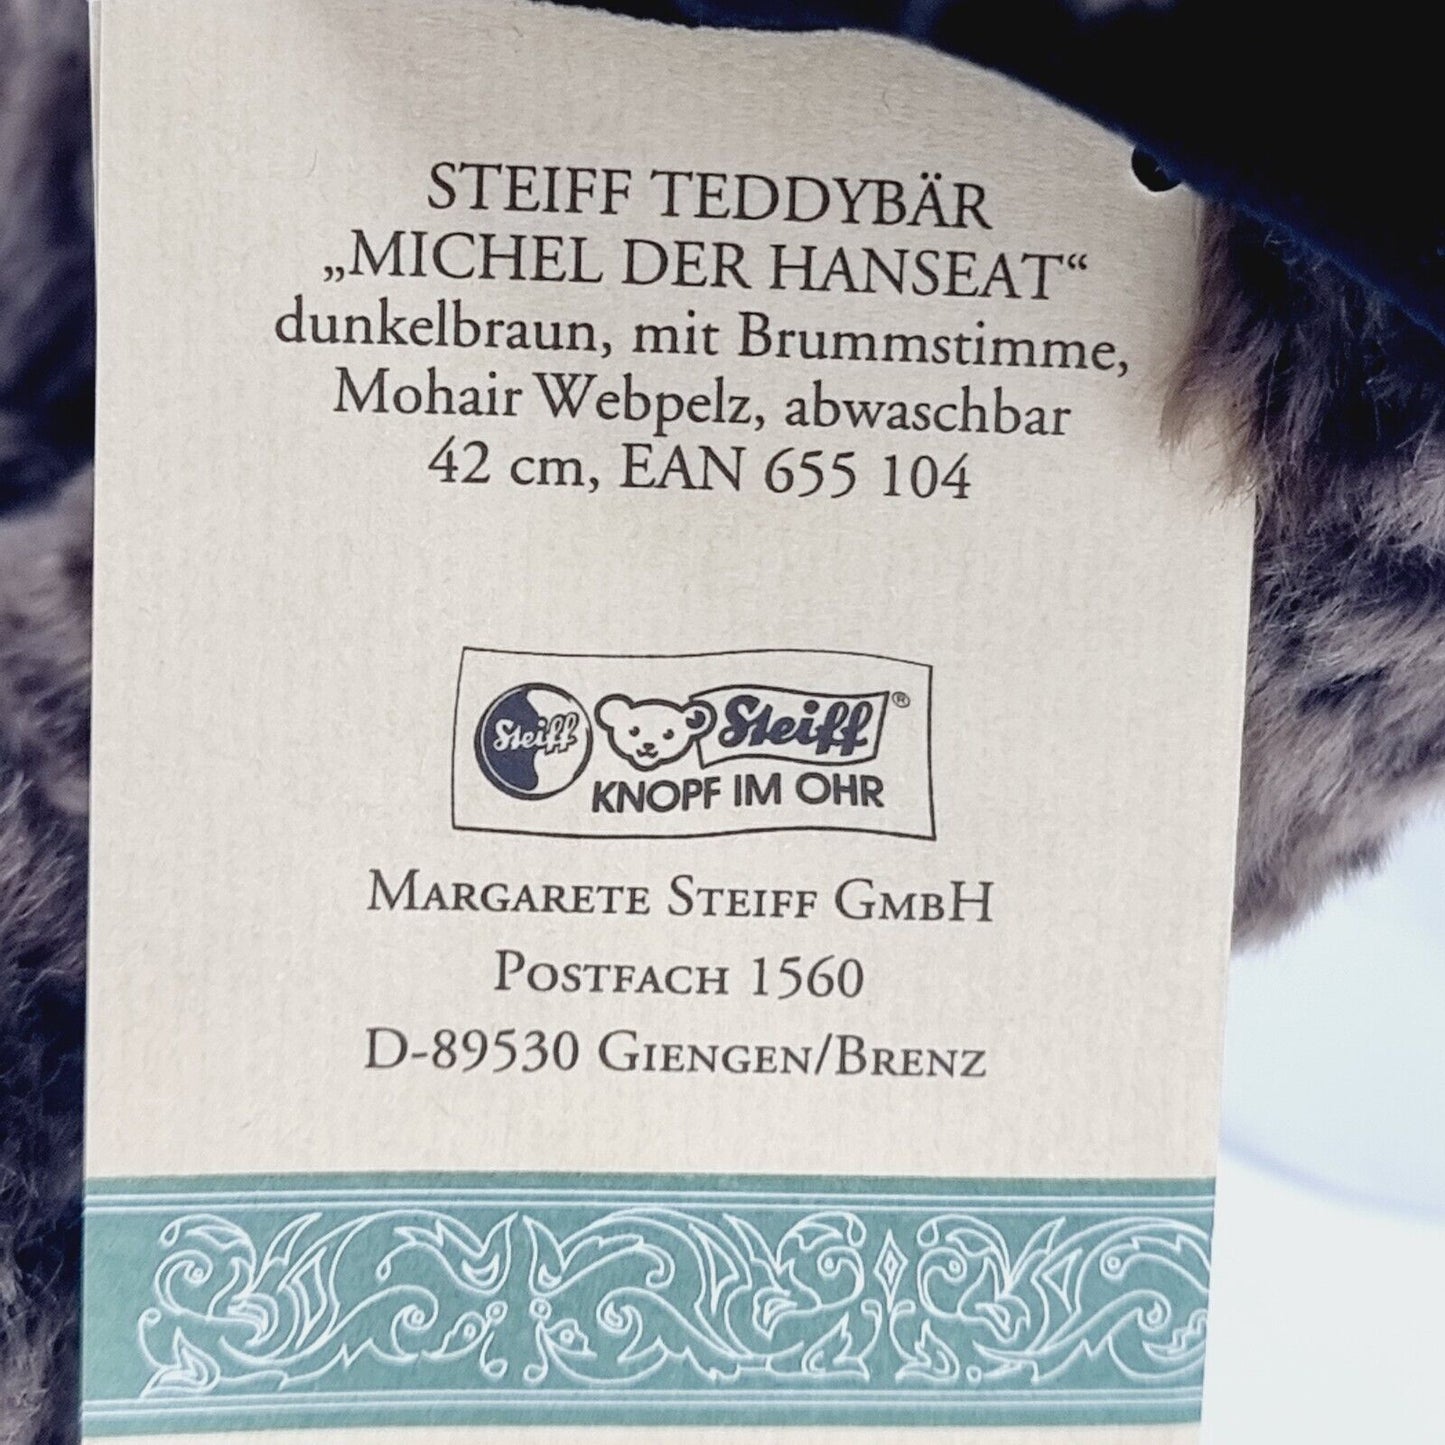 STEIFF TEDDYBÄR
„MICHEL DER HANSEAT“
dunkelbraun, mit Brummstimme,
Mohair Webpelz, abwaschbar
42 cm, EAN 655 104
Steiff
Steiff®
KNOPF IM OHR
MARGARETE STEIFF GMBH
POSTFACH 1560
D-89530 GIENGEN/BRENZ